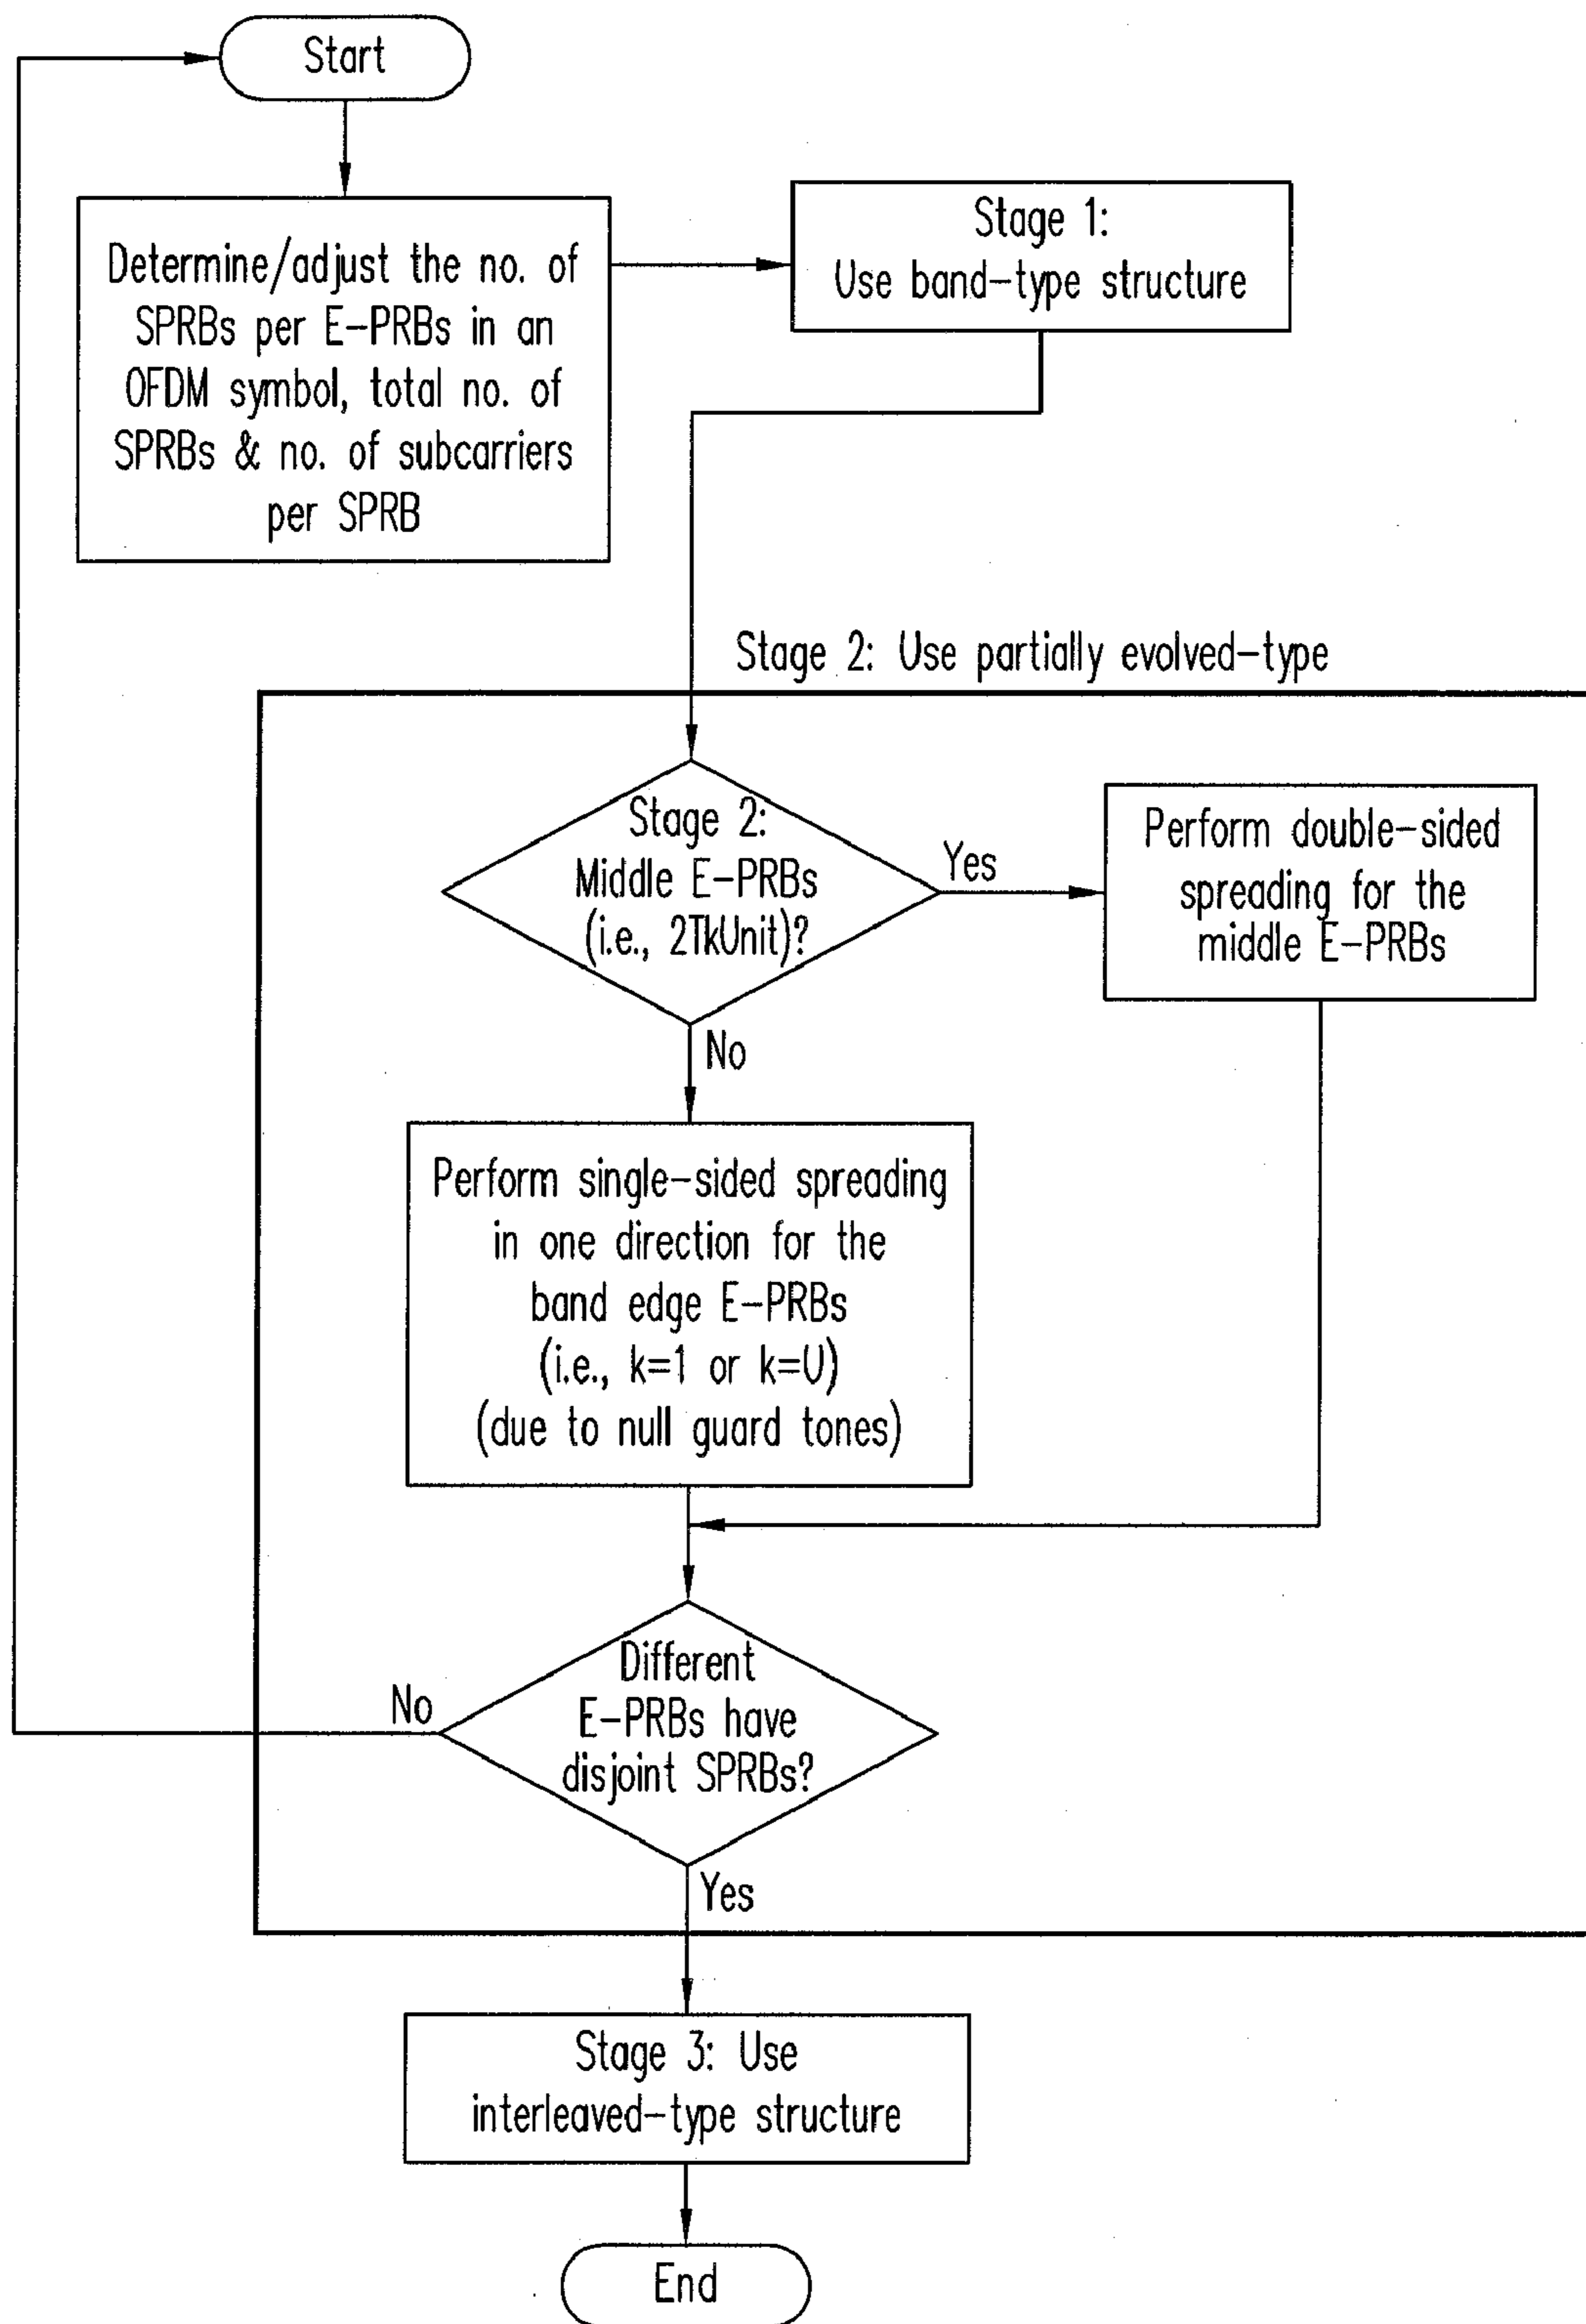 Start
Determine/adjust the no. of
SPRBs per E-PRBs in an
OFDM symbol, total no. of
SPRBs & no. of subcarriers
per SPRB
Stage 1:
Use band-type structure
Stage 2: Use partially evolved-type
Stage 2:
Middle E-PRBs
(i.e., 2TkUnit)?
Yes
Perform double-sided
spreading for the
middle E-PRBs
No
Perform single-sided spreading
in one direction for the
band edge E-PRBs
(i.e., k=1 or k=U)
(due to null guard tones)
Different
E-PRBs have
disjoint SPRBs?
No
Yes
Stage 3: Use
interleaved-type structure
End